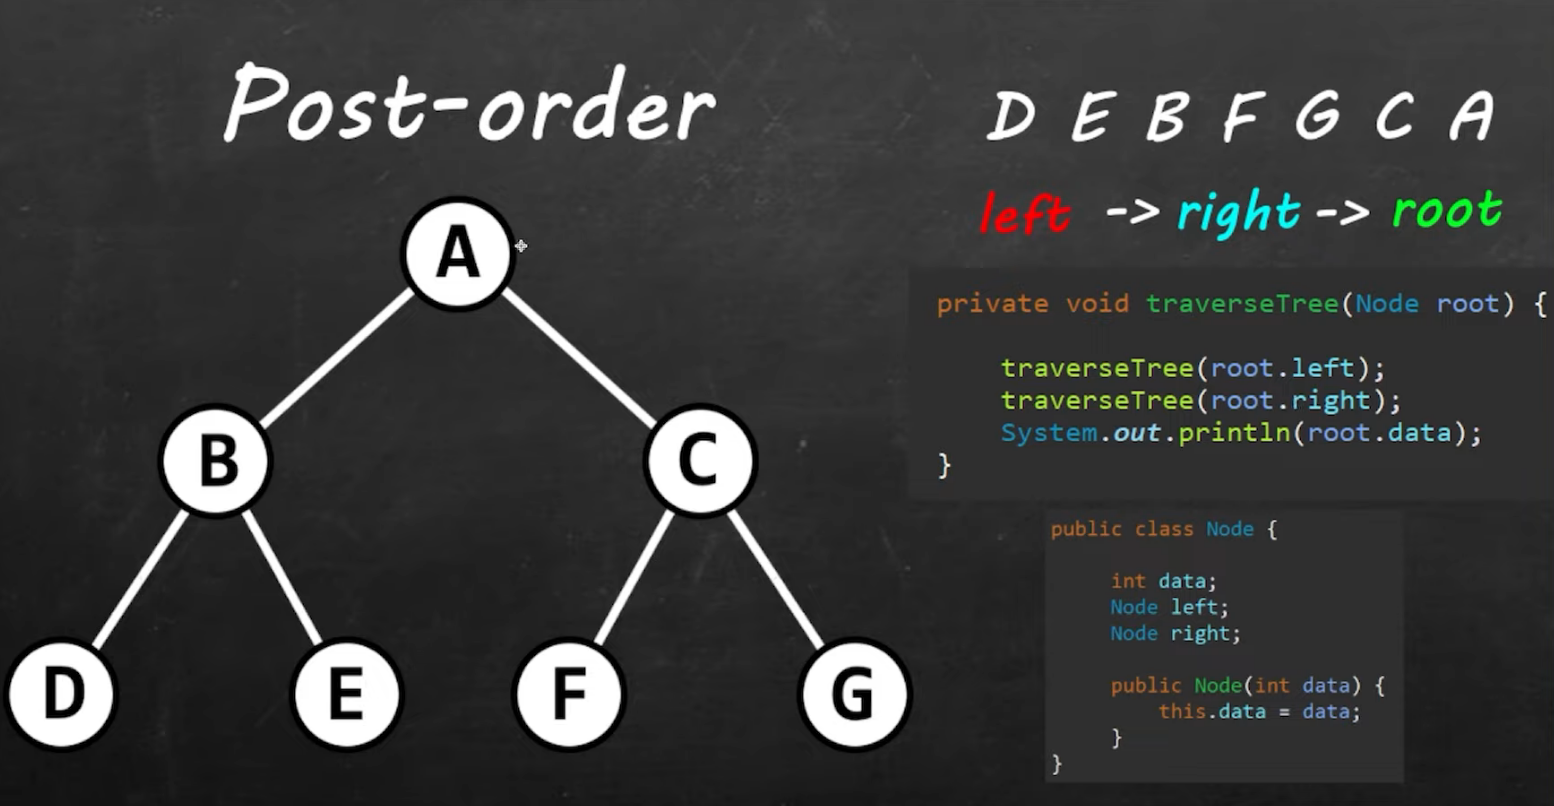 Post-order
D E B F G C A
left -> right -> root
A
B
C
D
E
F
G
private void traverseTree(Node root) {
traverseTree(root.left);
traverseTree(root.right);
System.out.println(root.data);
}
public class Node {
int data;
Node left;
Node right;
public Node(int data) {
this.data = data;
}
}